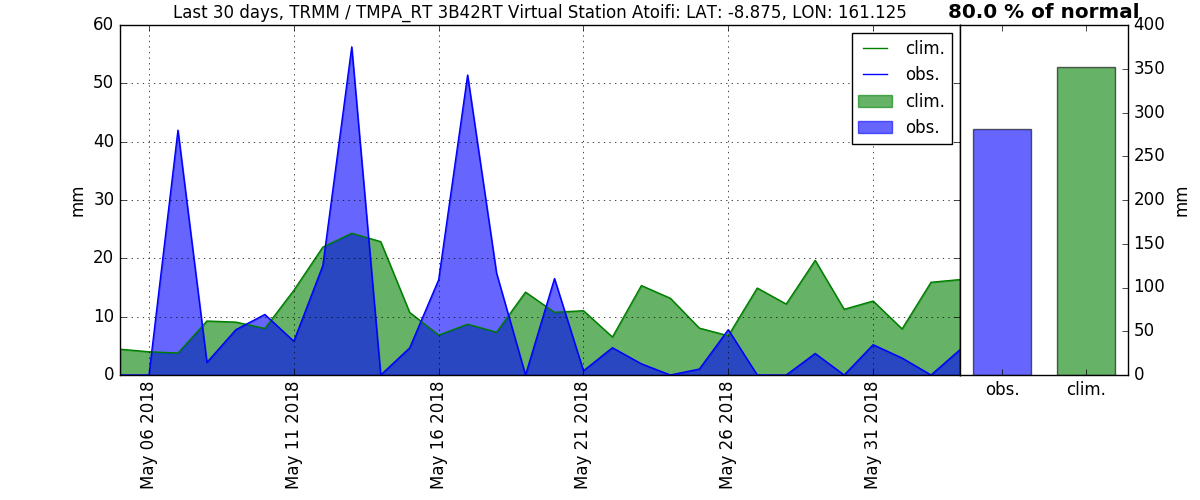 Last 30 days, TRMM / TMPA_RT 3B42RT Virtual Station Atoifi: LAT: -8.875, LON: 161.125
80.0 % of normal
60
50
40
30
20
10
0
mm
clim.
obs.
clim.
obs.
400
350
300
250
200
150
100
50
0
mm
obs.
clim.
May 06 2018
May 11 2018
May 16 2018
May 21 2018
May 26 2018
May 31 2018